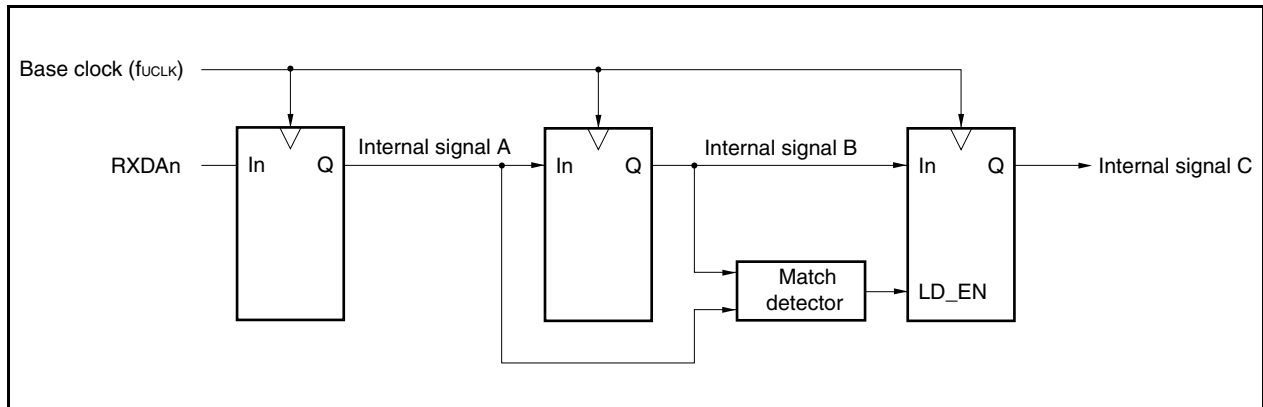 Base clock (fUCLK)
Internal signal A
Internal signal B
RXDAn
In
Q
In
Q
In
Q
Internal signal C
Match
detector
LD_EN